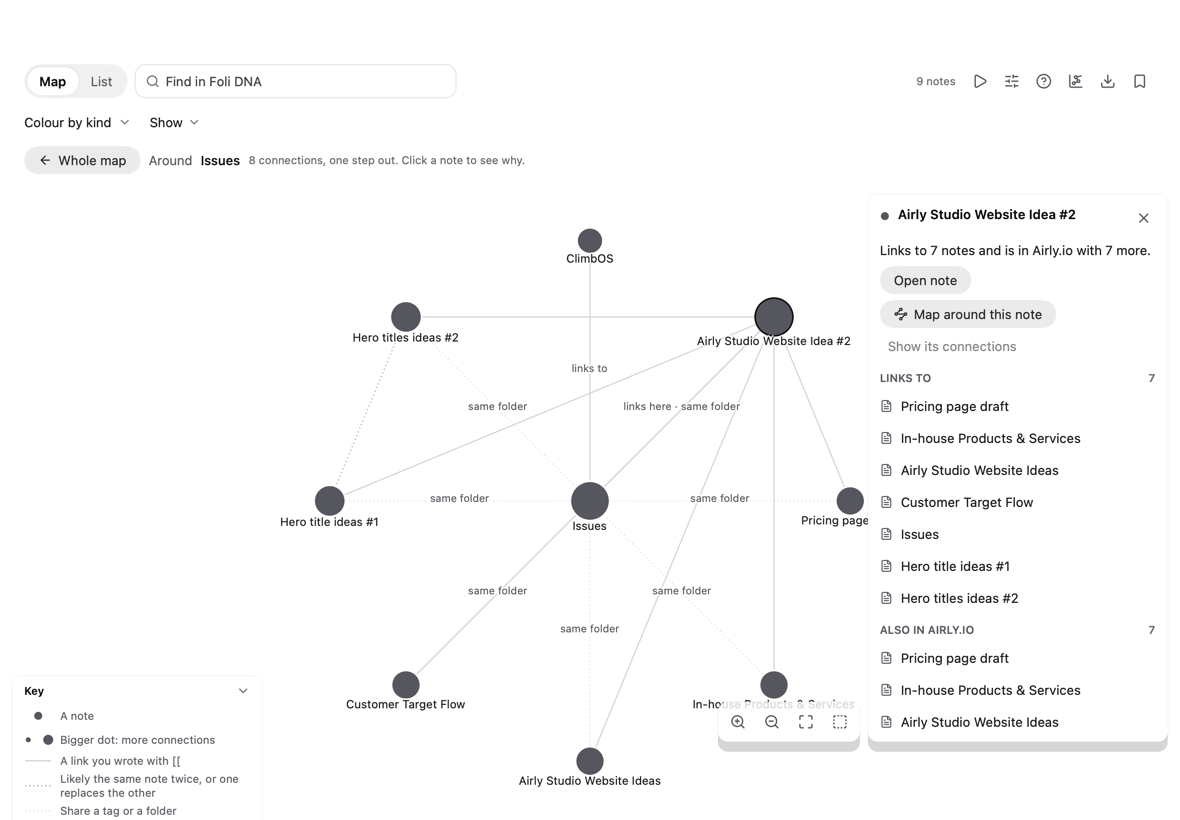 Map
List
Find in Foli DNA
9 notes
Colour by kind
Show
Whole map
Around Issues 8 connections, one step out. Click a note to see why.
ClimbOS
Hero titles ideas #2
Airly Studio Website Idea #2
links to
same folder
links here · same folder
Hero title ideas #1
same folder
same folder
Issues
Pricing page
same folder
same folder
same folder
Customer Target Flow
In-house Products & Services
Airly Studio Website Ideas
Airly Studio Website Idea #2
Links to 7 notes and is in Airly.io with 7 more.
Open note
Map around this note
Show its connections
LINKS TO 7
Pricing page draft
In-house Products & Services
Airly Studio Website Ideas
Customer Target Flow
Issues
Hero title ideas #1
Hero titles ideas #2
ALSO IN AIRLY.IO 7
Pricing page draft
In-house Products & Services
Airly Studio Website Ideas
Key
A note
Bigger dot: more connections
A link you wrote with [[
Likely the same note twice, or one
replaces the other
Share a tag or a folder